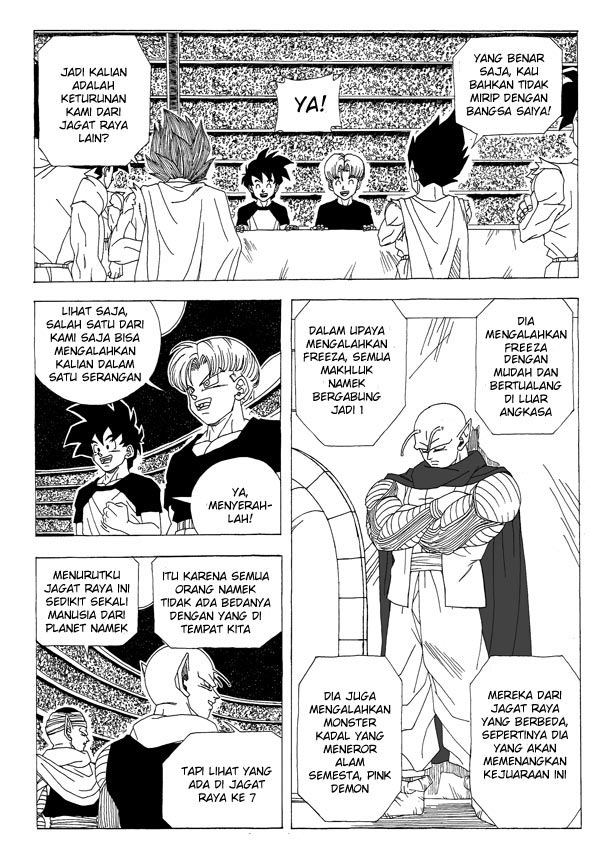 JADI KALIAN
ADALAH
KETURUNAN
KAMI DARI
JAGAT RAYA
LAIN?
YA!
YANG BENAR
SAJA, KAU
BAHKAN TIDAK
MIRIP DENGAN
BANGSA SAIYA!
LIHAT SAJA,
SALAH SATU DARI
KAMI SAJA BISA
MENGALAHKAN
KALIAN DALAM
SATU SERANGAN
YA,
MENYERAH-
LAH!
DALAM UPAYA
MENGALAHKAN
FREEZA, SEMUA
MAKHLUK
NAMEK
BERGABUNG
JADI 1
DIA
MENGALAHKAN
FREEZA
DENGAN
MUDAH DAN
BERTUALANG
DI LUAR
ANGKASA
MENURUTKU
JAGAT RAYA INI
SEDIKIT SEKALI
MANUSIA DARI
PLANET NAMEK
ITU KARENA SEMUA
ORANG NAMEK
TIDAK ADA BEDANYA
DENGAN YANG DI
TEMPAT KITA
TAPI LIHAT YANG
ADA DI JAGAT
RAYA KE 7
DIA JUGA
MENGALAHKAN
MONSTER
KADAL YANG
MENEROR
ALAM
SEMESTA, PINK
DEMON
MEREKA DARI
JAGAT RAYA
YANG BERBEDA,
SEPERTINYA DIA
YANG AKAN
MEMENANGKAN
KEJUARAAN INI